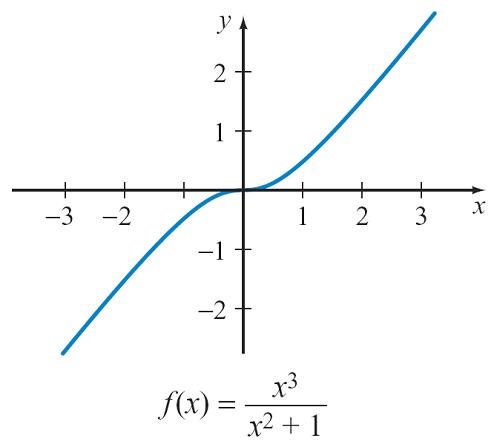 y
2
1
−3 −2 1 2 3 x
−1
−2
f(x) = x³ / (x² + 1)